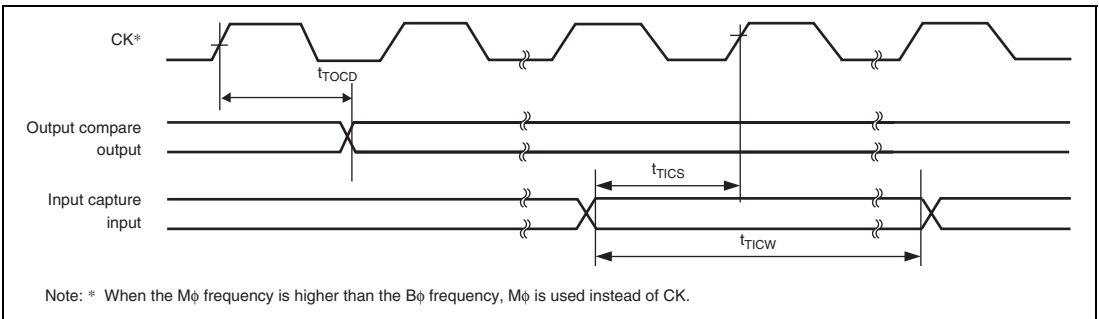 CK*
tTOCD
Output compare
output
tTICS
Input capture
input
tTICW
Note: * When the Mϕ frequency is higher than the Bϕ frequency, Mϕ is used instead of CK.